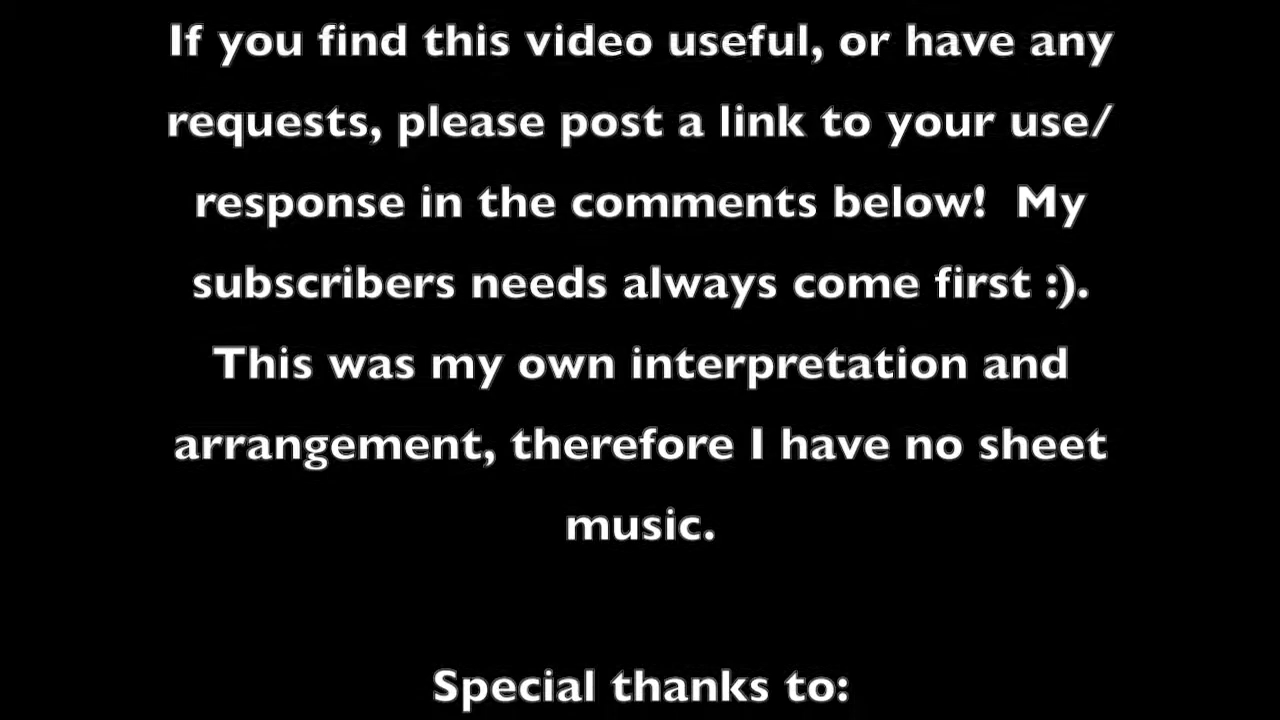 If you find this video useful, or have any
requests, please post a link to your use/
response in the comments below!  My
subscribers needs always come first :).
This was my own interpretation and
arrangement, therefore I have no sheet
music.
Special thanks to: